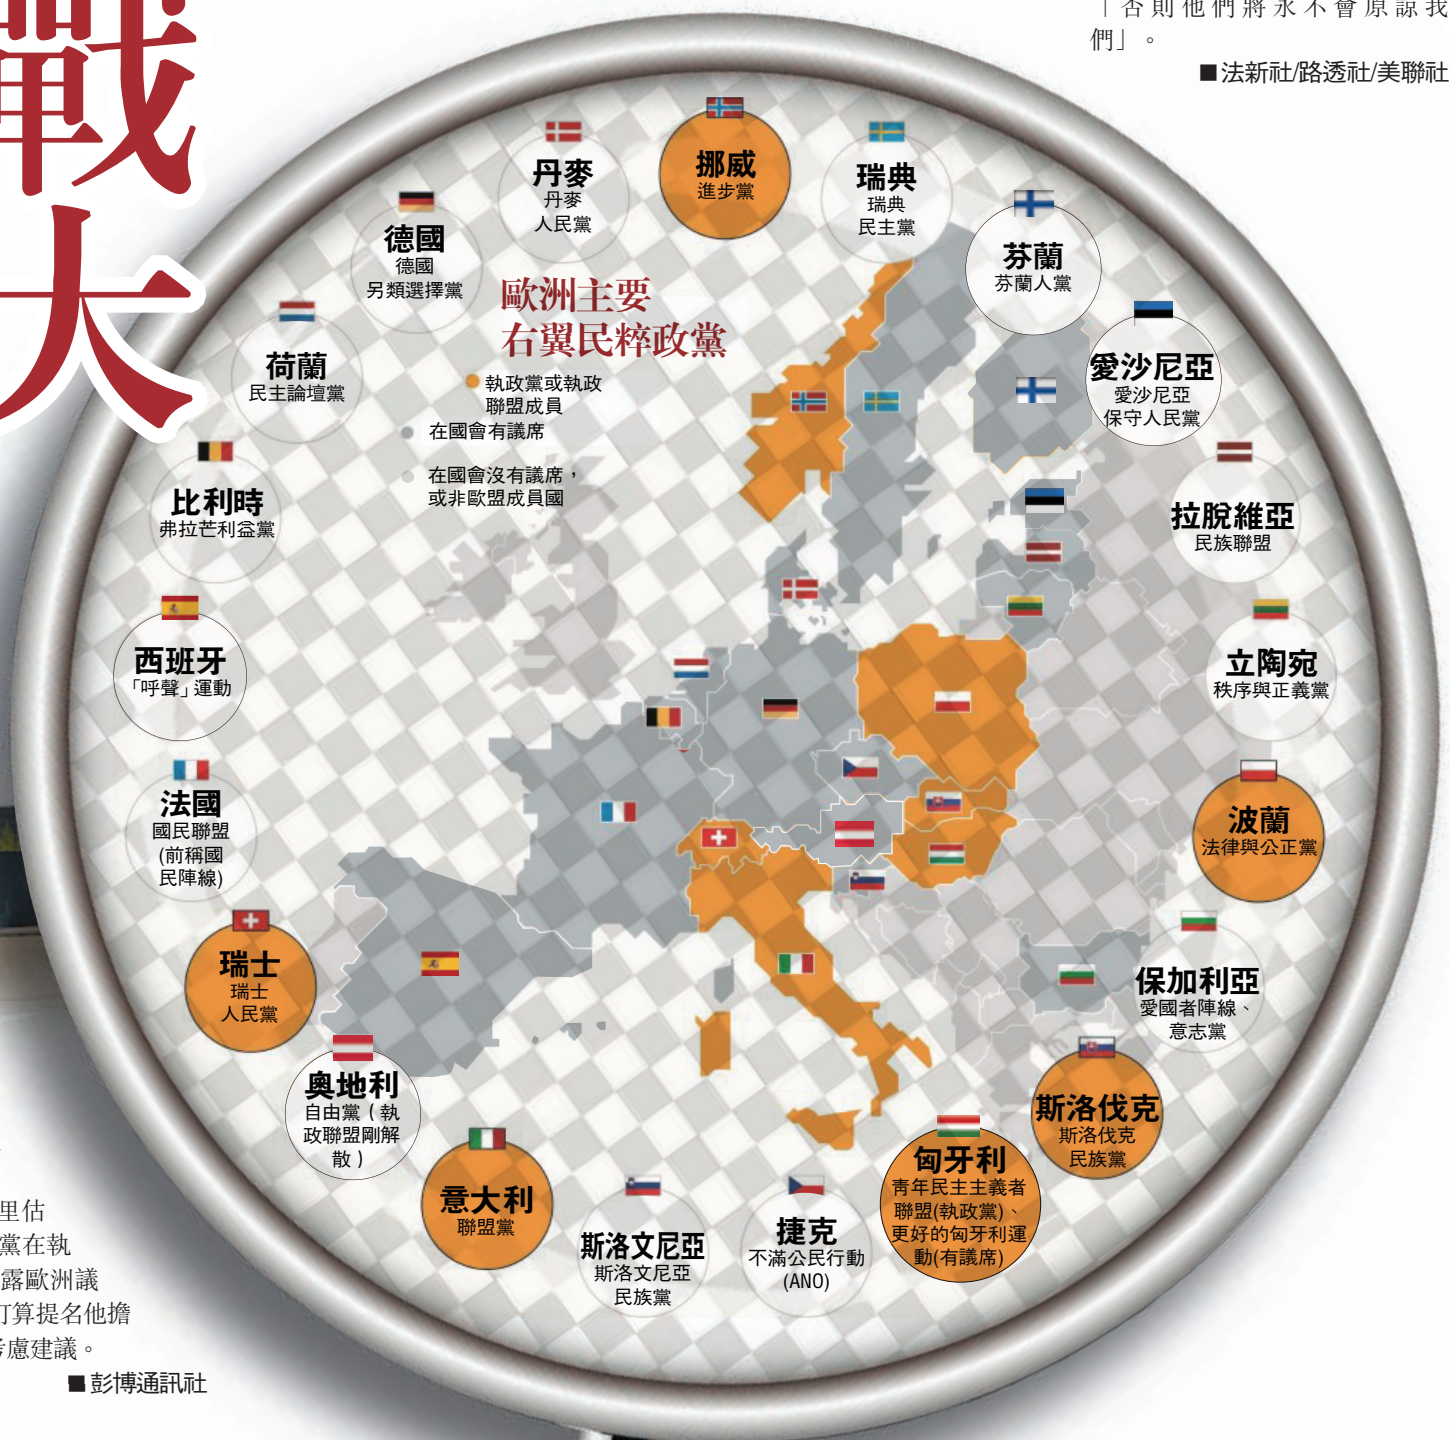 戰
大
「否則他們將永不會原諒我
們」。
■法新社/路透社/美聯社
歐洲主要
右翼民粹政黨
執政黨或執政
聯盟成員
在國會有議席
在國會沒有議席，
或非歐盟成員國
挪威
進步黨
瑞典
瑞典
民主黨
芬蘭
芬蘭人黨
愛沙尼亞
愛沙尼亞
保守人民黨
拉脫維亞
民族聯盟
立陶宛
秩序與正義黨
波蘭
法律與公正黨
保加利亞
愛國者陣線、
意志黨
斯洛伐克
斯洛伐克
民族黨
匈牙利
青年民主主義者
聯盟(執政黨)、
更好的匈牙利運
動(有議席)
捷克
不滿公民行動
(ANO)
斯洛文尼亞
斯洛文尼亞
民族黨
意大利
聯盟黨
奧地利
自由黨（執
政聯盟剛解
散）
瑞士
瑞士
人民黨
法國
國民聯盟
(前稱國
民陣線)
西班牙
「呼聲」運動
比利時
弗拉芒利益黨
荷蘭
民主論壇黨
德國
德國
另類選擇黨
丹麥
丹麥
人民黨
里估
黨在執
露歐洲議
打算提名他擔
考慮建議。
■彭博通訊社